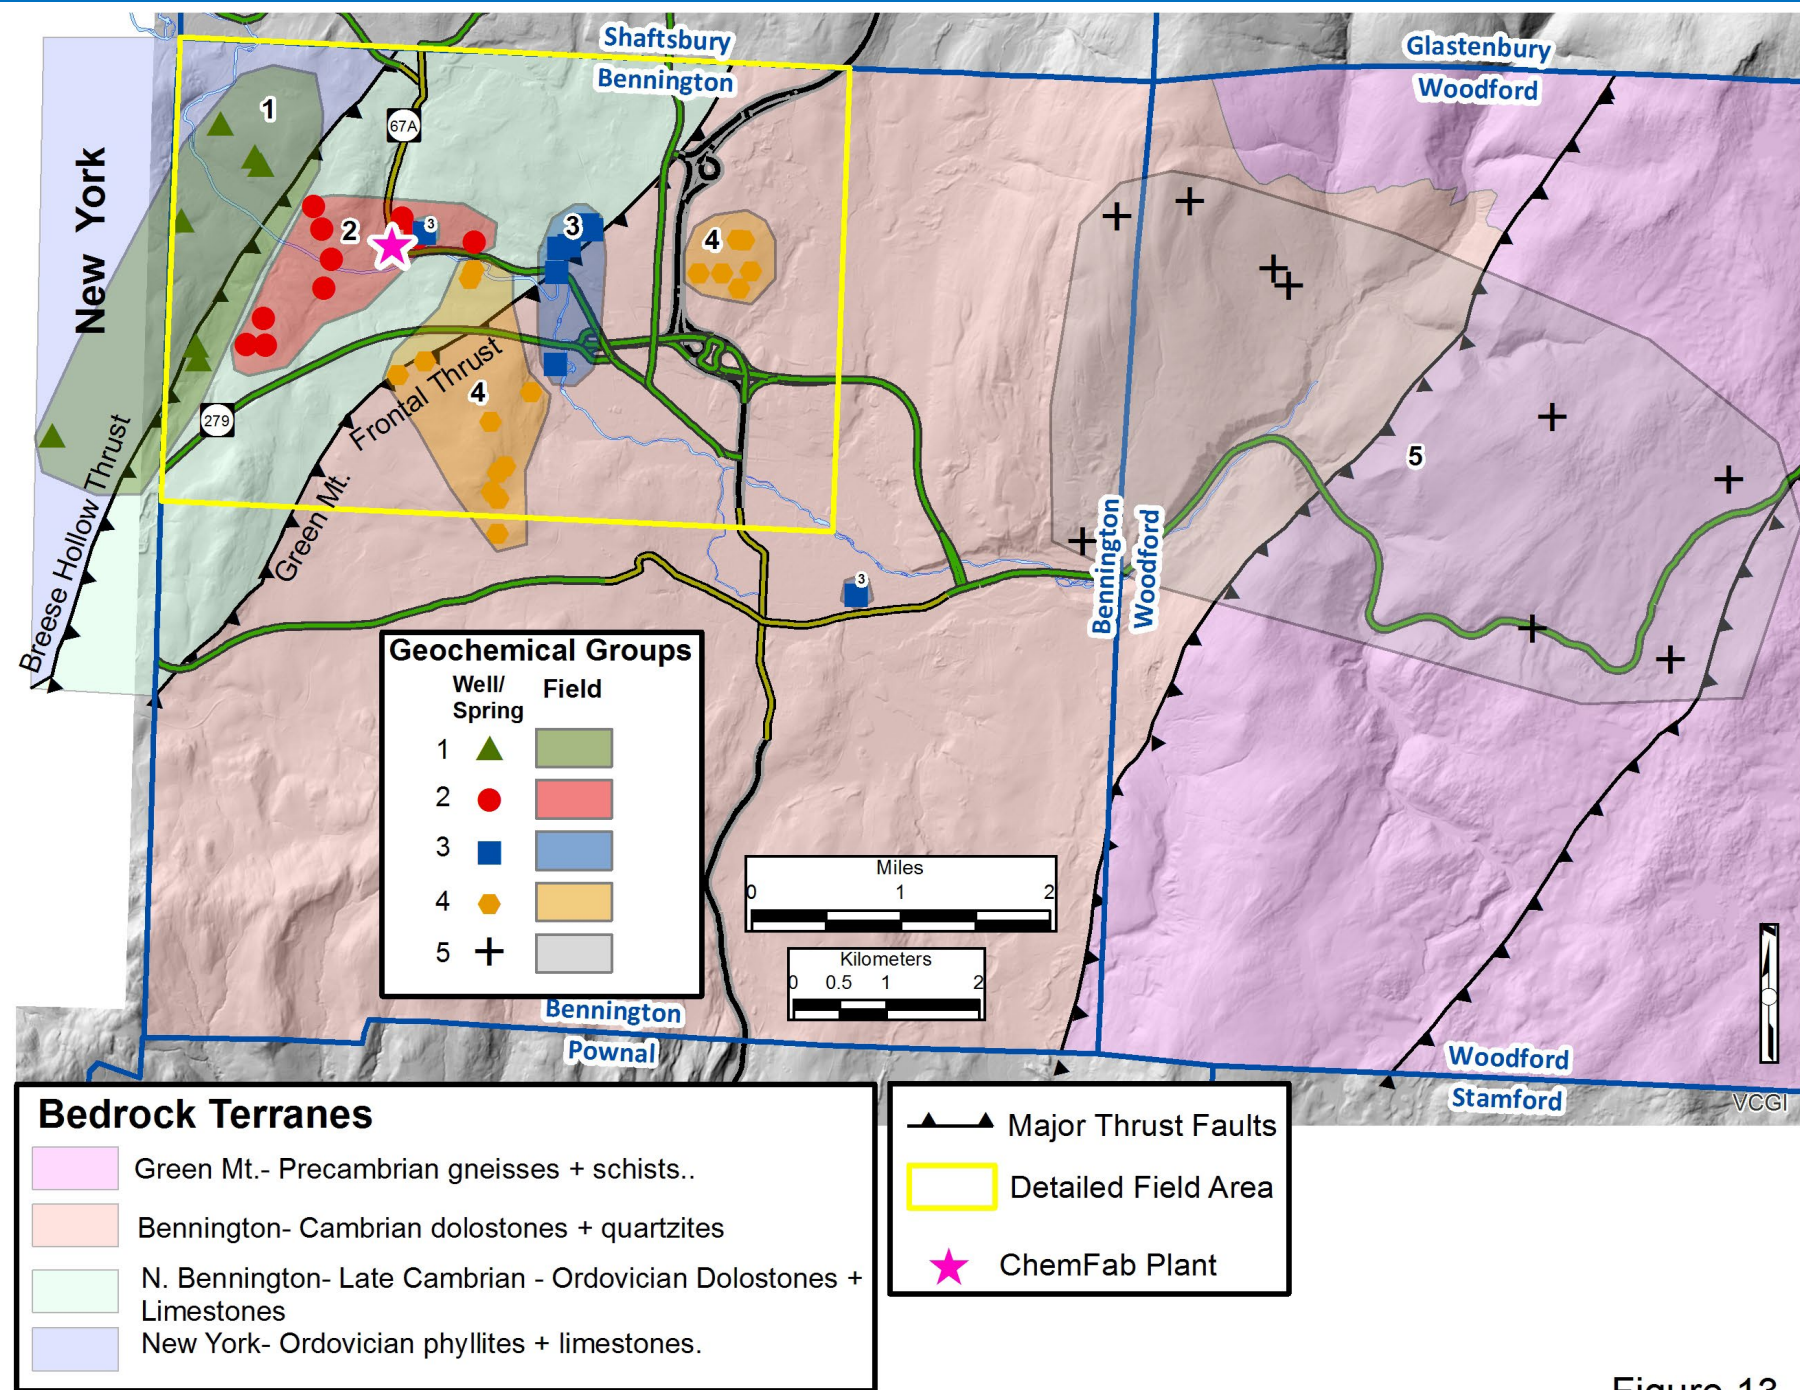 Shaftsbury
Bennington
Glastenbury
Woodford
New York
1
67A
2
3
3
4
4
5
279
Breese Hollow Thrust
Green Mt.
Frontal Thrust
Bennington
Woodford
3
Geochemical Groups
Well/ Field
Spring
1
2
3
4
5
Miles
0 1 2
Kilometers
0 0.5 1 2
Bennington
Pownal
Woodford
Stamford
VCGI
Bedrock Terranes
Green Mt.- Precambrian gneisses + schists..
Bennington- Cambrian dolostones + quartzites
N. Bennington- Late Cambrian - Ordovician Dolostones +
Limestones
New York- Ordovician phyllites + limestones.
Major Thrust Faults
Detailed Field Area
ChemFab Plant
Figure 13